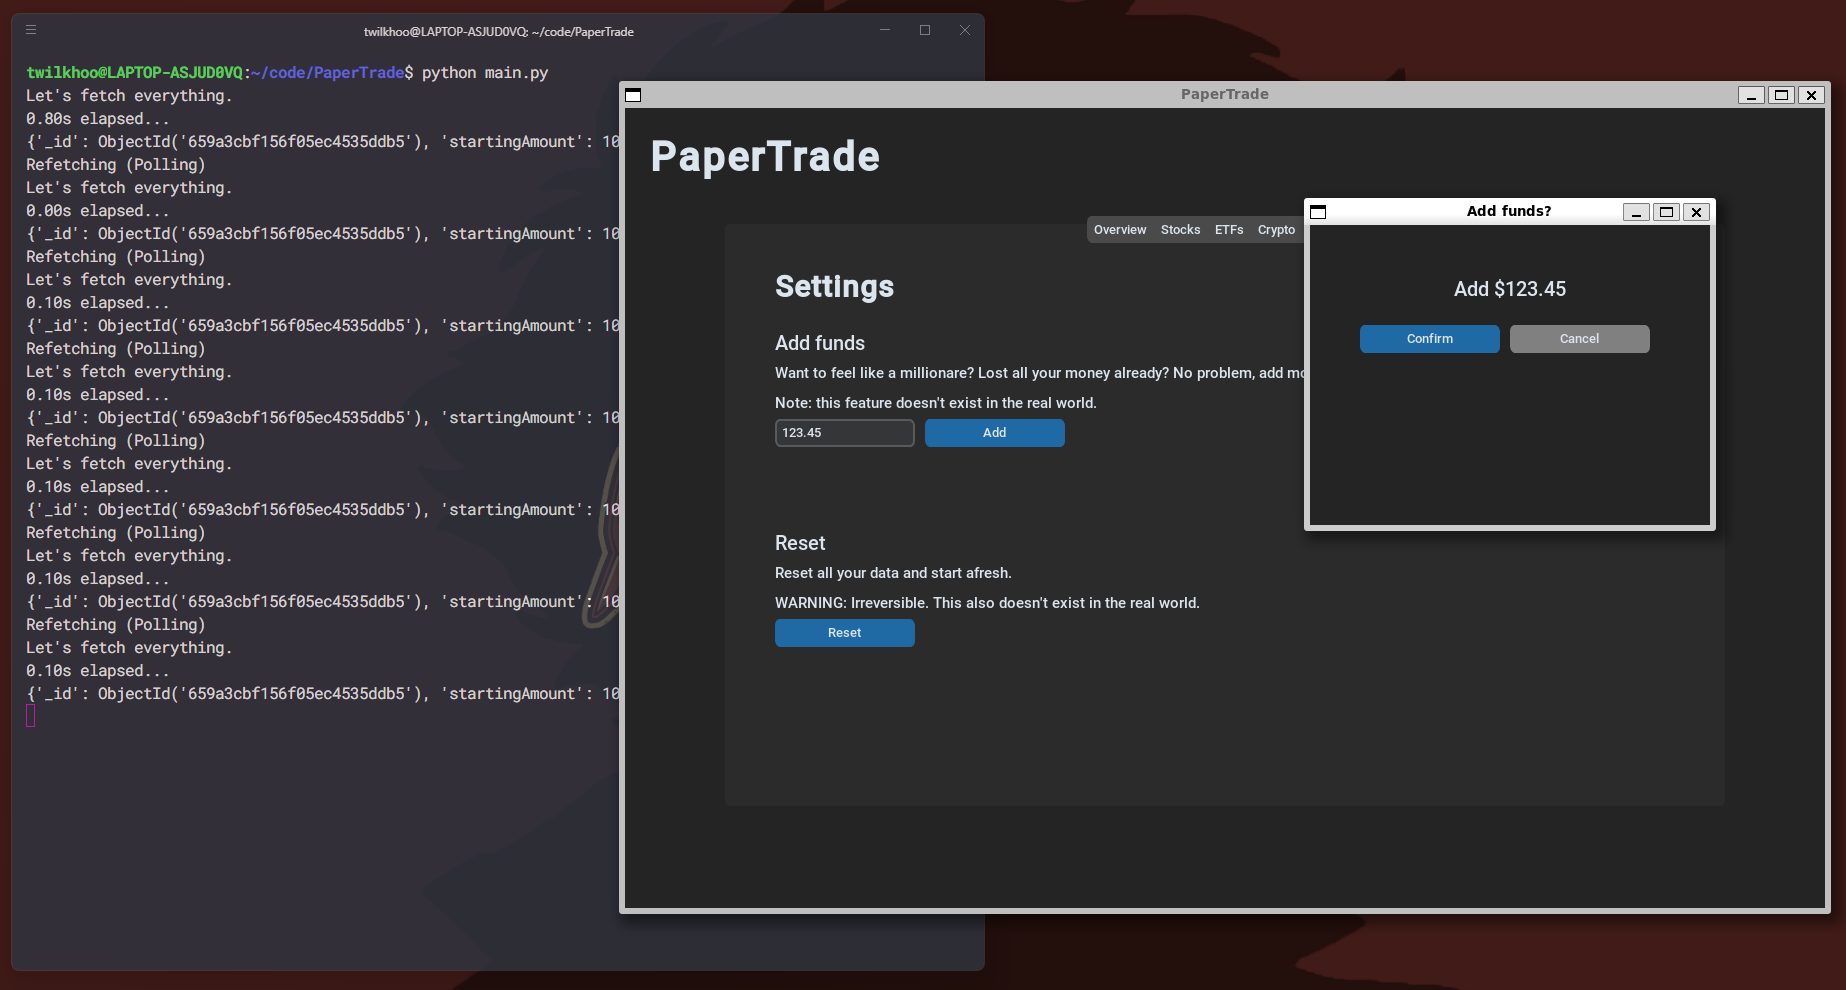 twilkhoo@LAPTOP-ASJUD0VQ: ~/code/PaperTrade
twilkhoo@LAPTOP-ASJUD0VQ:~/code/PaperTrade$ python main.py
Let's fetch everything.
0.80s elapsed...
{'_id': ObjectId('659a3cbf156f05ec4535ddb5'), 'startingAmount': 10
Refetching (Polling)
Let's fetch everything.
0.00s elapsed...
{'_id': ObjectId('659a3cbf156f05ec4535ddb5'), 'startingAmount': 10
Refetching (Polling)
Let's fetch everything.
0.10s elapsed...
{'_id': ObjectId('659a3cbf156f05ec4535ddb5'), 'startingAmount': 10
Refetching (Polling)
Let's fetch everything.
0.10s elapsed...
{'_id': ObjectId('659a3cbf156f05ec4535ddb5'), 'startingAmount': 10
Refetching (Polling)
Let's fetch everything.
0.10s elapsed...
{'_id': ObjectId('659a3cbf156f05ec4535ddb5'), 'startingAmount': 10
Refetching (Polling)
Let's fetch everything.
0.10s elapsed...
{'_id': ObjectId('659a3cbf156f05ec4535ddb5'), 'startingAmount': 10
Refetching (Polling)
Let's fetch everything.
0.10s elapsed...
{'_id': ObjectId('659a3cbf156f05ec4535ddb5'), 'startingAmount': 10
PaperTrade
PaperTrade
Overview Stocks ETFs Crypto
Settings
Add funds
Want to feel like a millionare? Lost all your money already? No problem, add mo
Note: this feature doesn't exist in the real world.
123.45 Add
Reset
Reset all your data and start afresh.
WARNING: Irreversible. This also doesn't exist in the real world.
Reset
Add funds?
Add $123.45
Confirm Cancel